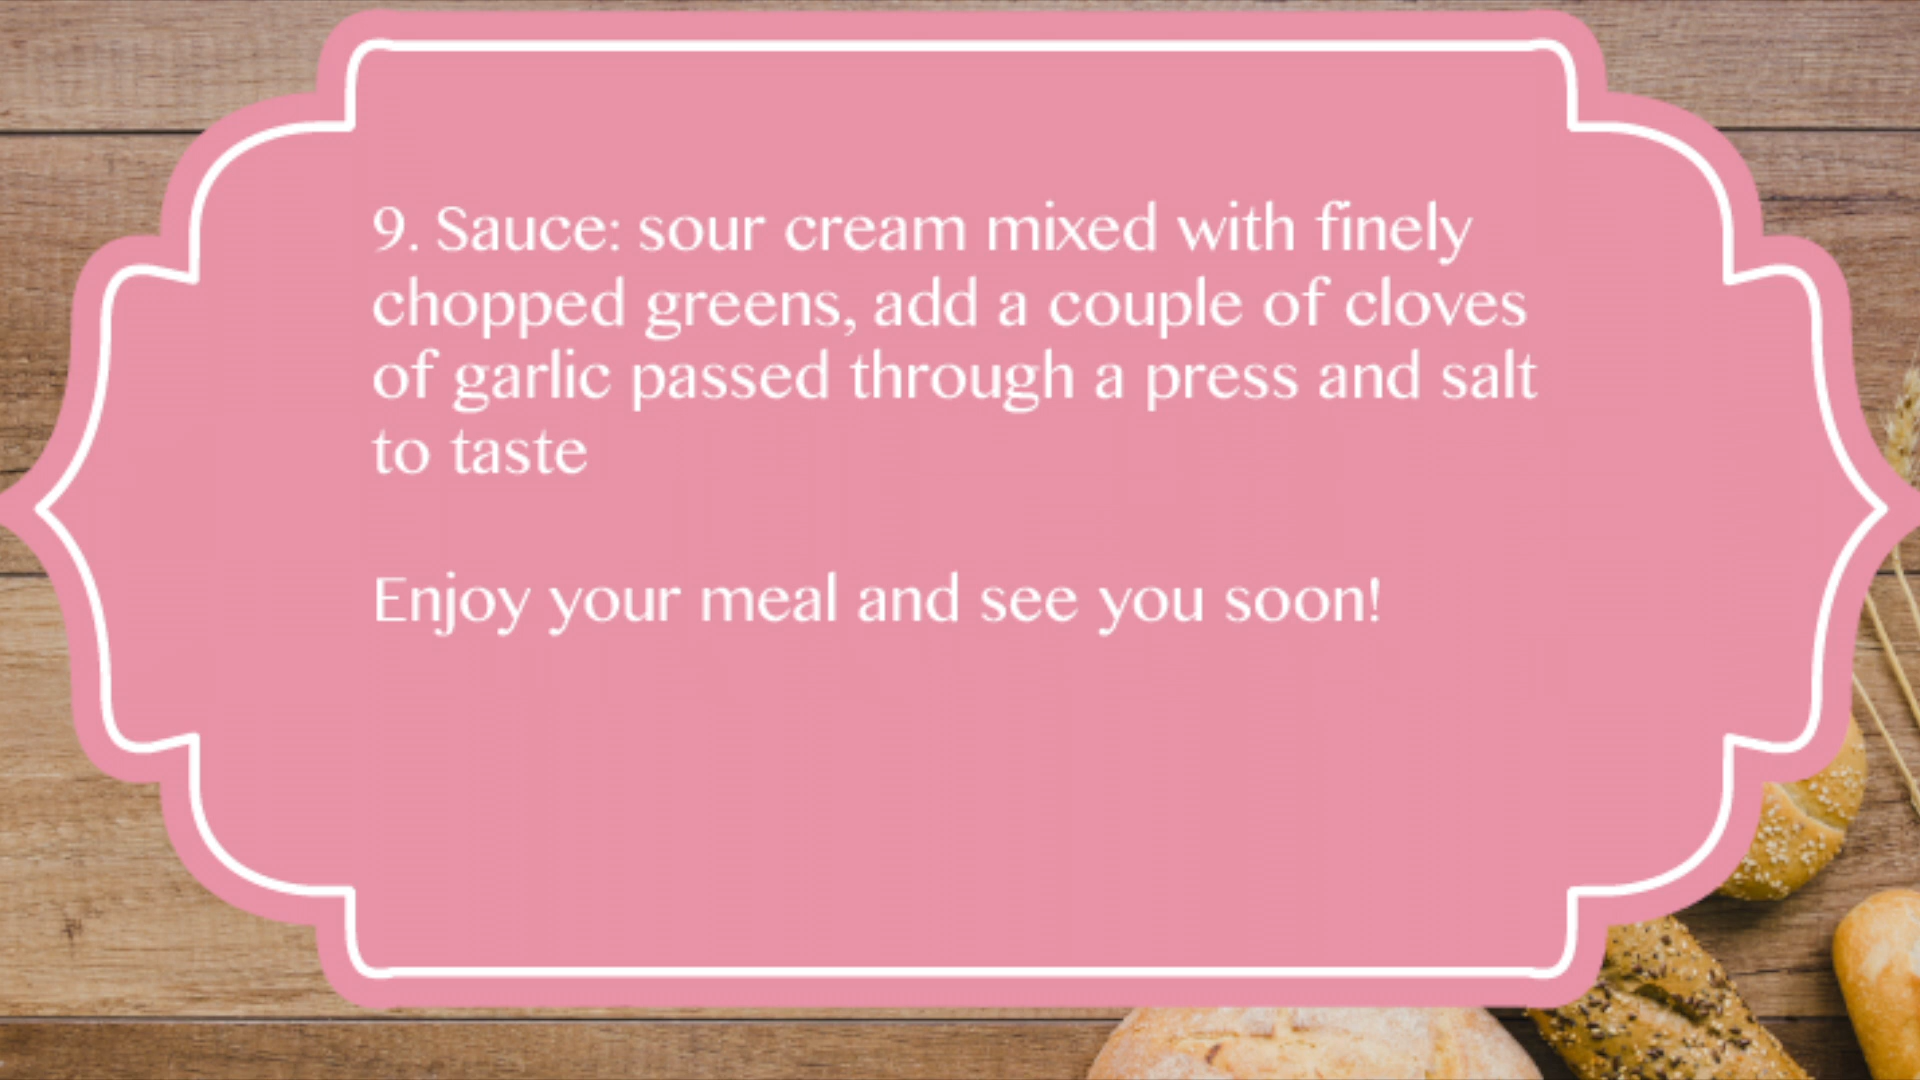 9. Sauce: sour cream mixed with finely
chopped greens, add a couple of cloves
of garlic passed through a press and salt
to taste
Enjoy your meal and see you soon!